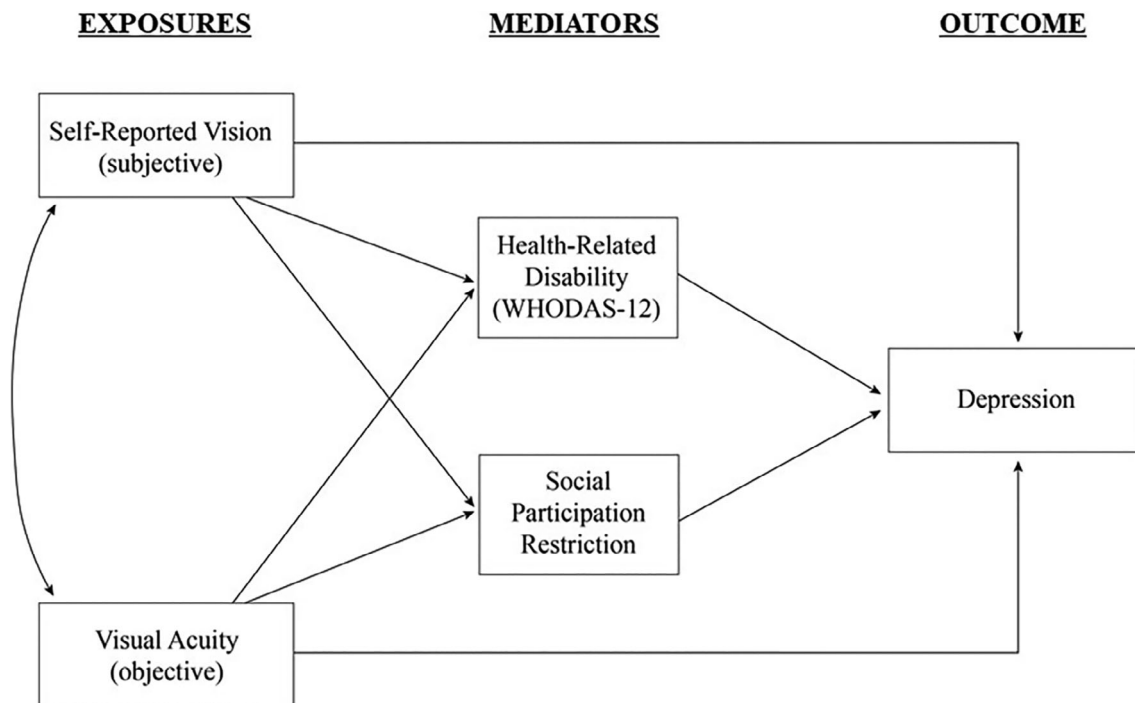 EXPOSURES
MEDIATORS
OUTCOME
Self-Reported Vision
(subjective)
Health-Related
Disability
(WHODAS-12)
Depression
Social
Participation
Restriction
Visual Acuity
(objective)